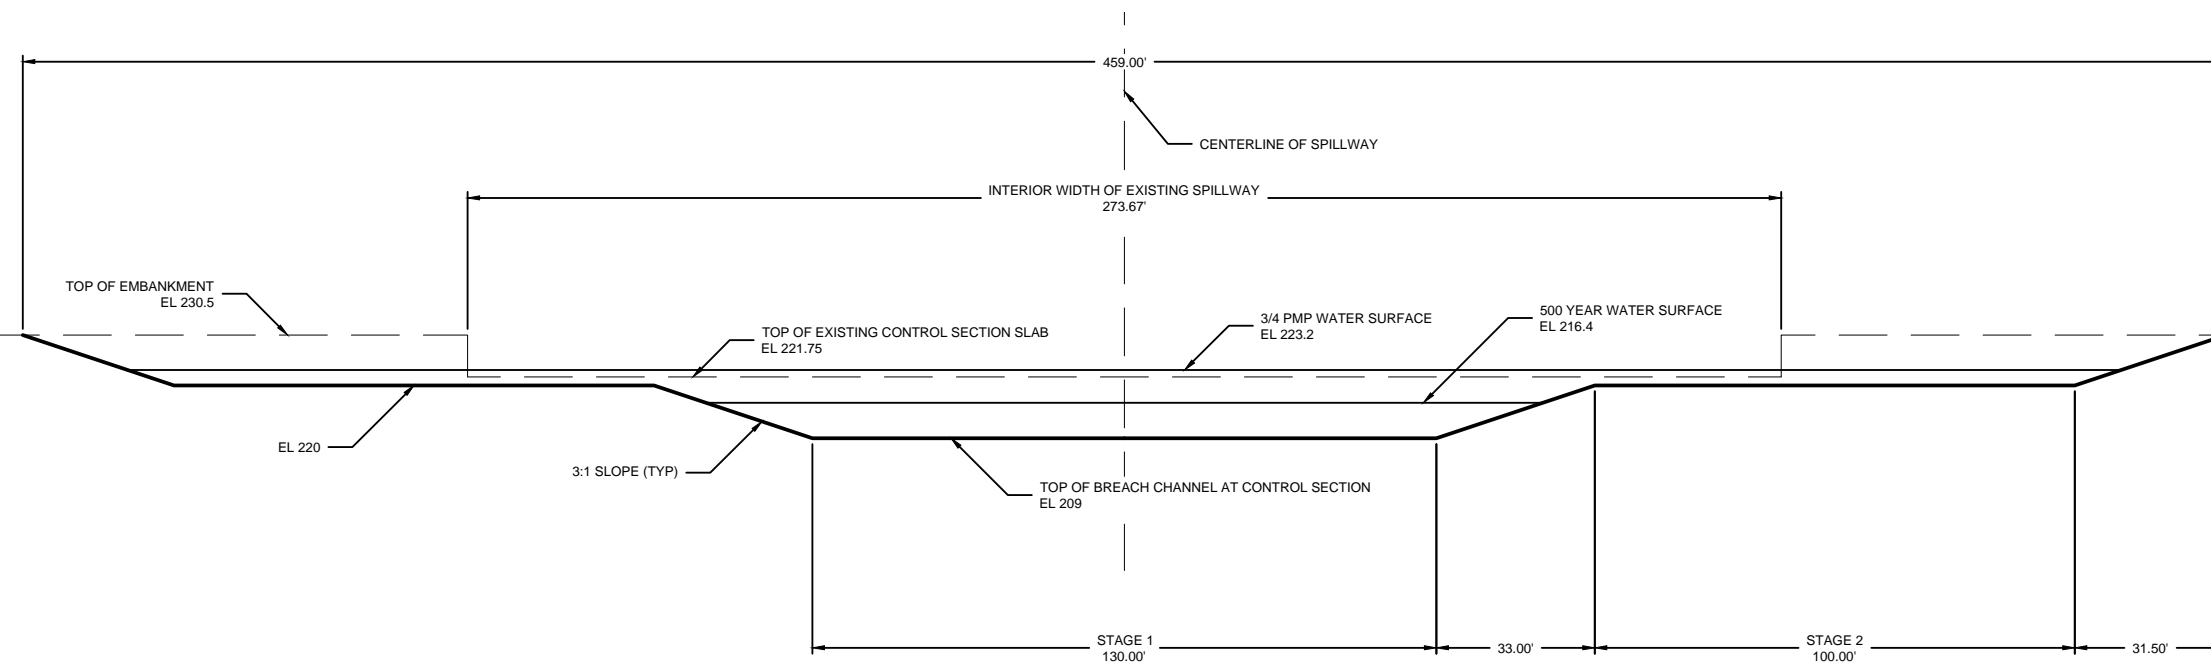 459.00'
CENTERLINE OF SPILLWAY
INTERIOR WIDTH OF EXISTING SPILLWAY
273.67'
TOP OF EMBANKMENT
EL 230.5
TOP OF EXISTING CONTROL SECTION SLAB
EL 221.75
3/4 PMP WATER SURFACE
EL 223.2
500 YEAR WATER SURFACE
EL 216.4
EL 220
3:1 SLOPE (TYP)
TOP OF BREACH CHANNEL AT CONTROL SECTION
EL 209
STAGE 1
130.00'
33.00'
STAGE 2
100.00'
31.50'